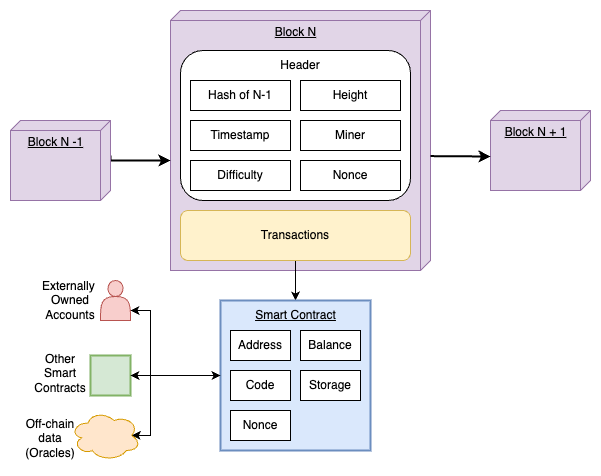 Block N
Header
Hash of N-1
Height
Timestamp
Miner
Difficulty
Nonce
Transactions
Block N -1
Block N + 1
Externally
Owned
Accounts
Other
Smart
Contracts
Off-chain
data
(Oracles)
Smart Contract
Address
Balance
Code
Storage
Nonce